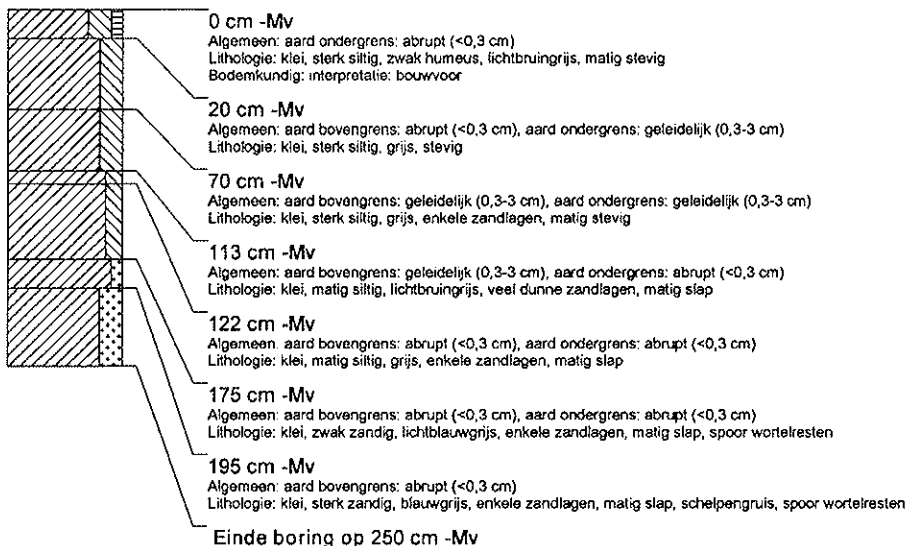 0 cm -Mv
Algemeen: aard ondergrens: abrupt (<0,3 cm)
Lithologie: klei, sterk siltig, zwak humeus, lichtbruingrijs, matig stevig
Bodemkundig: interpretatie: bouwvoor
20 cm -Mv
Algemeen: aard bovengrens: abrupt (<0,3 cm), aard ondergrens: geleidelijk (0,3-3 cm)
Lithologie: klei, sterk siltig, grijs, stevig
70 cm -Mv
Algemeen: aard bovengrens: geleidelijk (0,3-3 cm), aard ondergrens: geleidelijk (0,3-3 cm)
Lithologie: klei, sterk siltig, grijs, enkele zandlagen, matig stevig
113 cm -Mv
Algemeen: aard bovengrens: geleidelijk (0,3-3 cm), aard ondergrens: abrupt (<0,3 cm)
Lithologie: klei, matig siltig, lichtbruingrijs, veel dunne zandlagen, matig slap
122 cm -Mv
Algemeen: aard bovengrens: abrupt (<0,3 cm), aard ondergrens: abrupt (<0,3 cm)
Lithologie: klei, matig siltig, grijs, enkele zandlagen, matig slap
175 cm -Mv
Algemeen: aard bovengrens: abrupt (<0,3 cm), aard ondergrens: abrupt (<0,3 cm)
Lithologie: klei, zwak zandig, lichtblauwgrijs, enkele zandlagen, matig slap, spoor wortelresten
195 cm -Mv
Algemeen: aard bovengrens: abrupt (<0,3 cm)
Lithologie: klei, sterk zandig, blauwgrijs, enkele zandlagen, matig slap, schelpengruis, spoor wortelresten
Einde boring op 250 cm -Mv